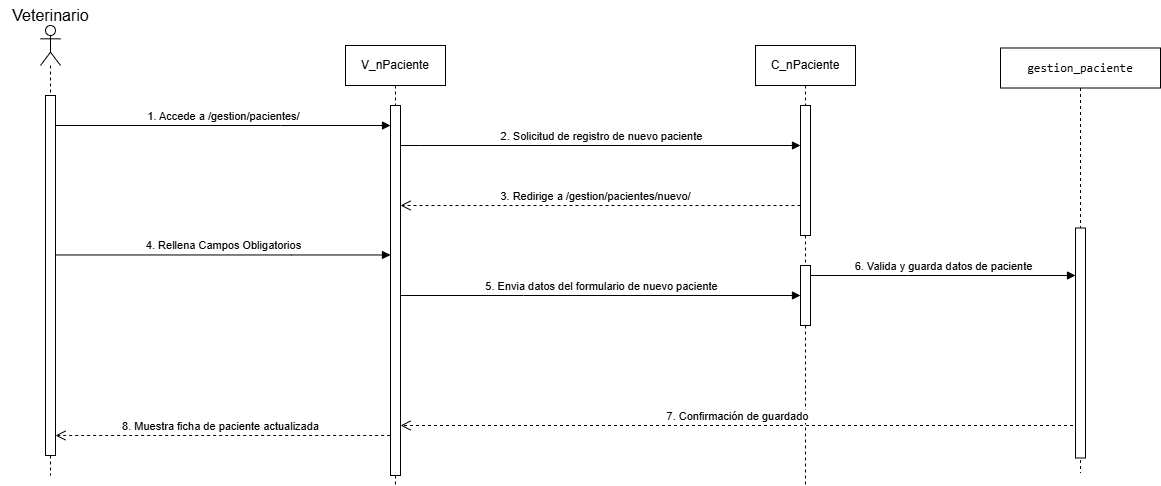 Veterinario
V_nPaciente
C_nPaciente
gestion_paciente
1. Accede a /gestion/pacientes/
2. Solicitud de registro de nuevo paciente
3. Redirige a /gestion/pacientes/nuevo/
4. Rellena Campos Obligatorios
6. Valida y guarda datos de paciente
5. Envia datos del formulario de nuevo paciente
7. Confirmación de guardado
8. Muestra ficha de paciente actualizada